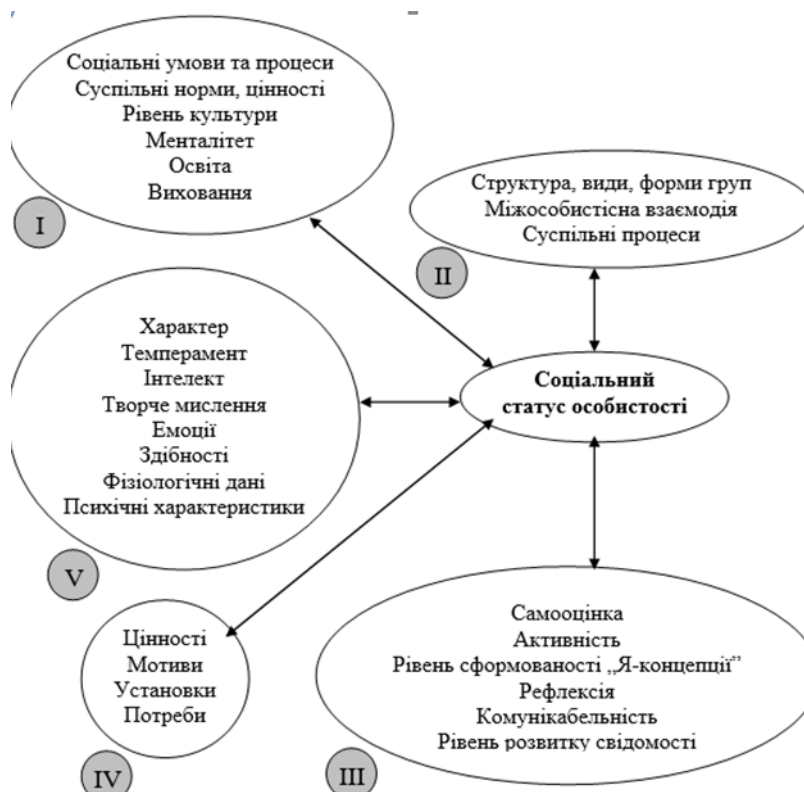 Соціальні умови та процеси
Суспільні норми, цінності
Рівень культури
Менталітет
Освіта
Виховання
I
Структура, види, форми груп
Міжособистісна взаємодія
Суспільні процеси
II
Характер
Темперамент
Інтелект
Творче мислення
Емоції
Здібності
Фізіологічні дані
Психічні характеристики
V
Соціальний
статус особистості
Цінності
Мотиви
Установки
Потреби
IV
Самооцінка
Активність
Рівень сформованості „Я-концепції”
Рефлексія
Комунікабельність
Рівень розвитку свідомості
III